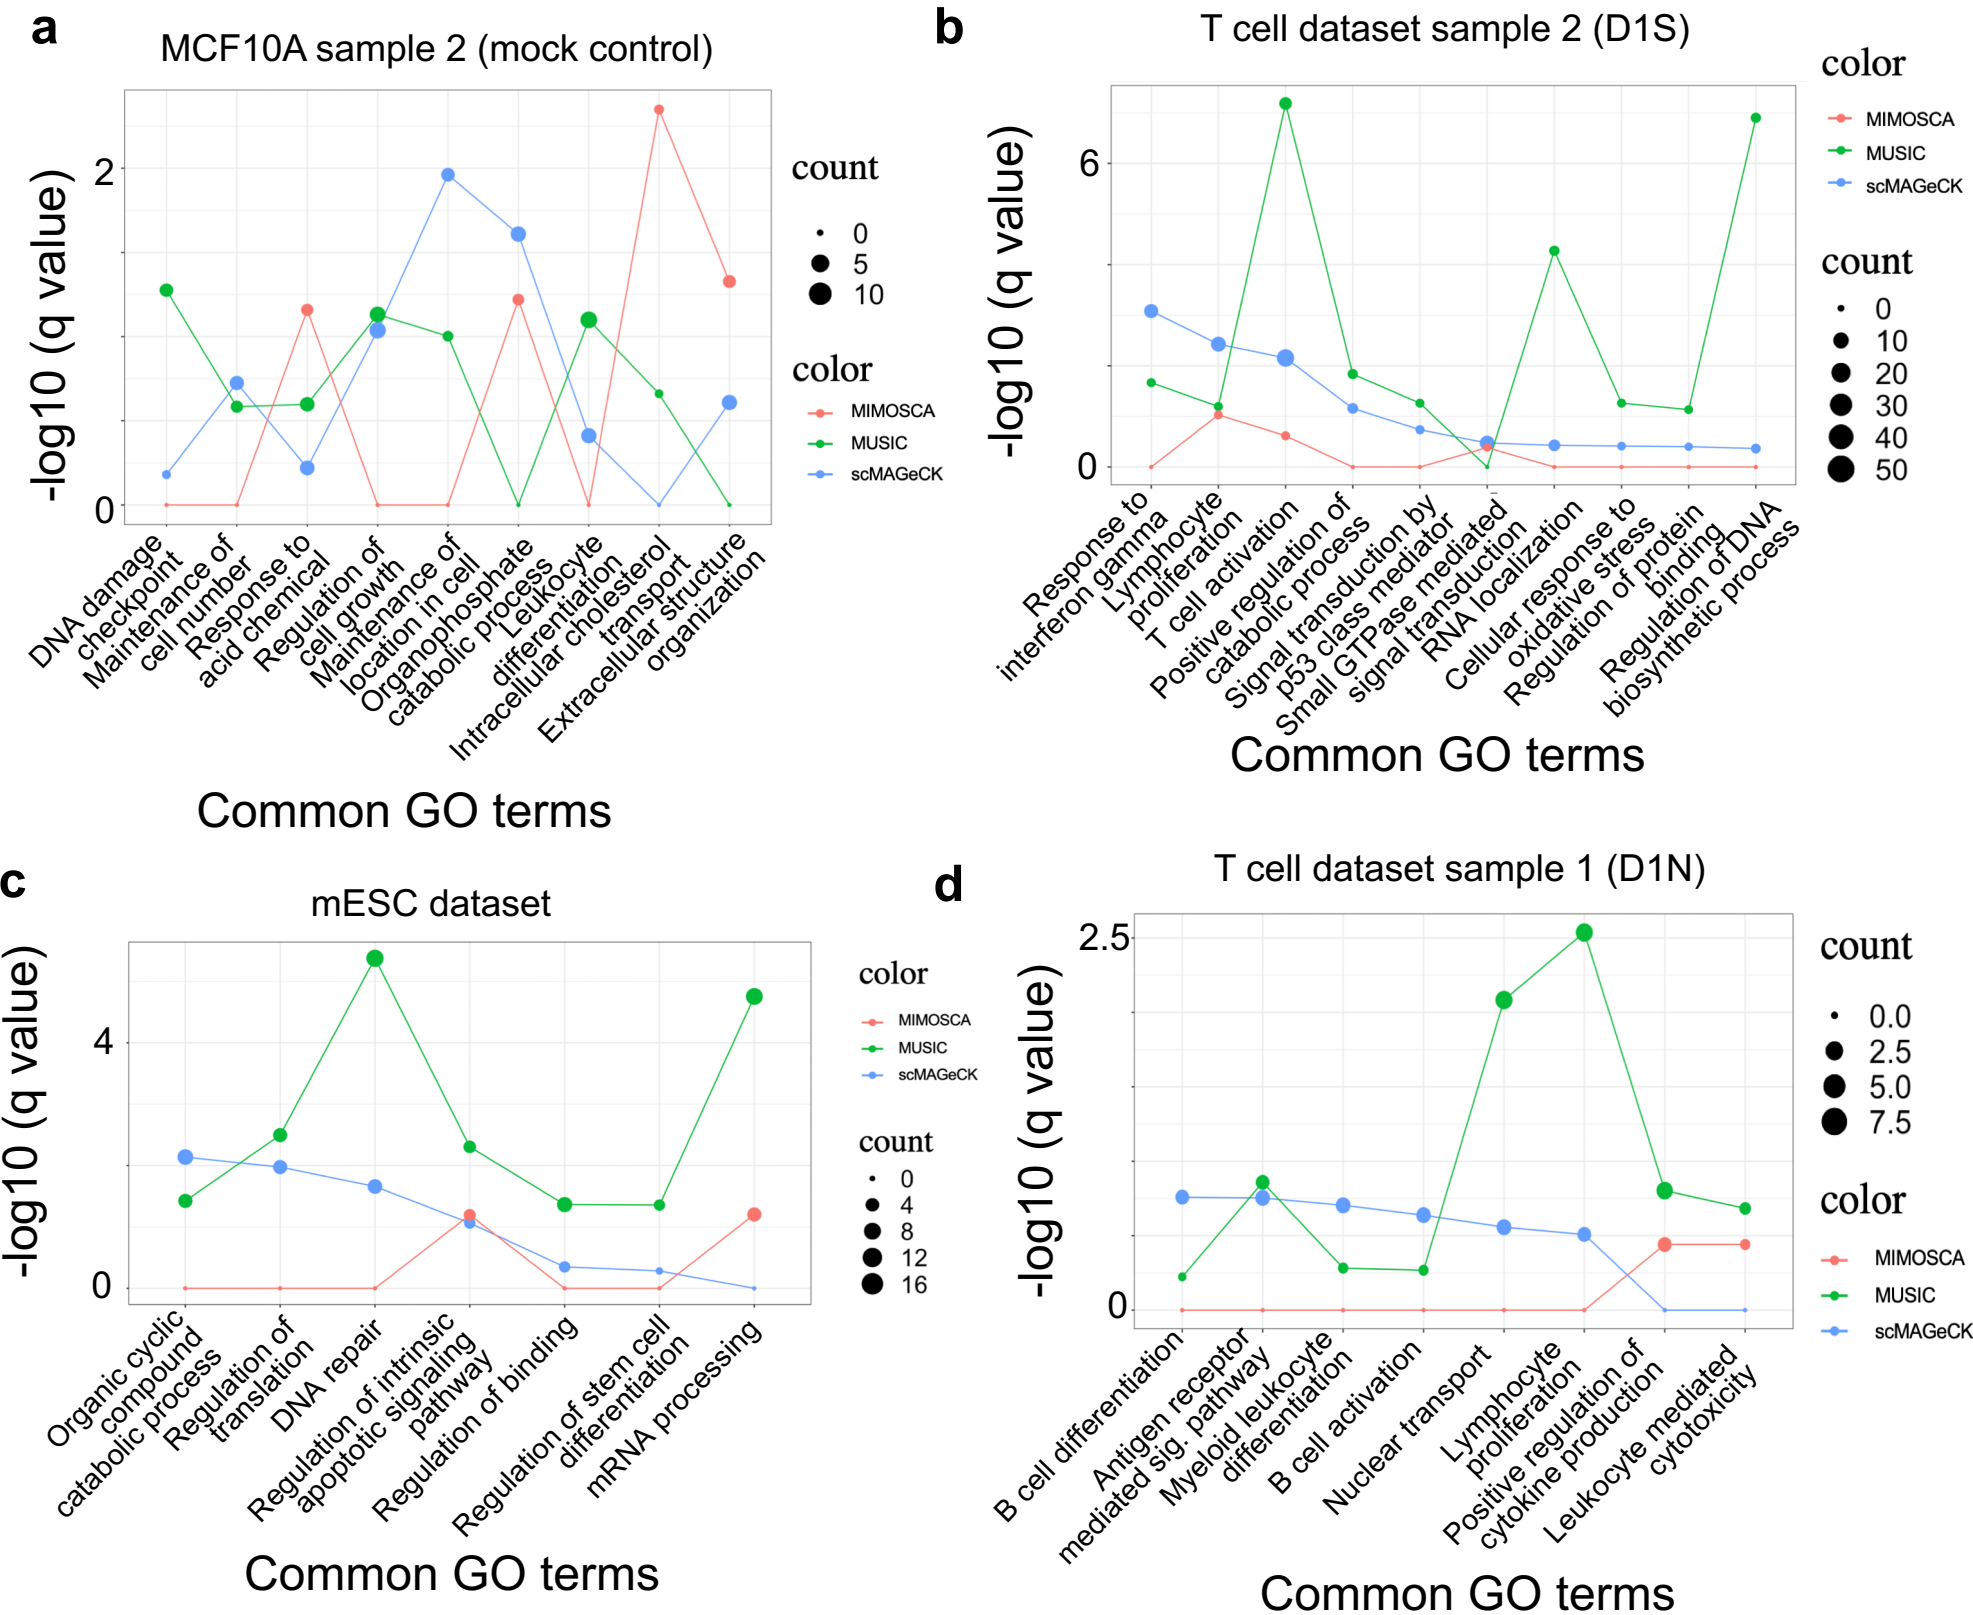 a
MCF10A sample 2 (mock control)
-log10 (q value)
2
0
DNA damage
checkpoint
Maintenance of
cell number
Response to
acid chemical
Regulation of
cell growth
Maintenance of
location in cell
Organophosphate
catabolic process
Leukocyte
differentiation
Intracellular cholesterol
transport
Extracellular structure
organization
Common GO terms
count
0
5
10
color
MIMOSCA
MUSIC
scMAGeCK
b
T cell dataset sample 2 (D1S)
-log10 (q value)
6
0
Response to
interferon gamma
Lymphocyte
proliferation
T cell activation
Positive regulation of
catabolic process
Signal transduction by
p53 class mediator
Small GTPase mediated
signal transduction
RNA localization
Cellular response to
oxidative stress
Regulation of protein
binding
Regulation of DNA
biosynthetic process
Common GO terms
color
MIMOSCA
MUSIC
scMAGeCK
count
0
10
20
30
40
50
c
mESC dataset
-log10 (q value)
4
0
Organic cyclic
compound
catabolic process
Regulation of
translation
DNA repair
Regulation of intrinsic
apoptotic signaling
pathway
Regulation of binding
Regulation of stem cell
differentiation
mRNA processing
Common GO terms
color
MIMOSCA
MUSIC
scMAGeCK
count
0
4
8
12
16
d
T cell dataset sample 1 (D1N)
-log10 (q value)
2.5
0
B cell differentiation
Antigen receptor
mediated sig. pathway
Myeloid leukocyte
differentiation
B cell activation
Nuclear transport
Lymphocyte
proliferation
Positive regulation of
cytokine production
Leukocyte mediated
cytotoxicity
Common GO terms
count
0.0
2.5
5.0
7.5
color
MIMOSCA
MUSIC
scMAGeCK